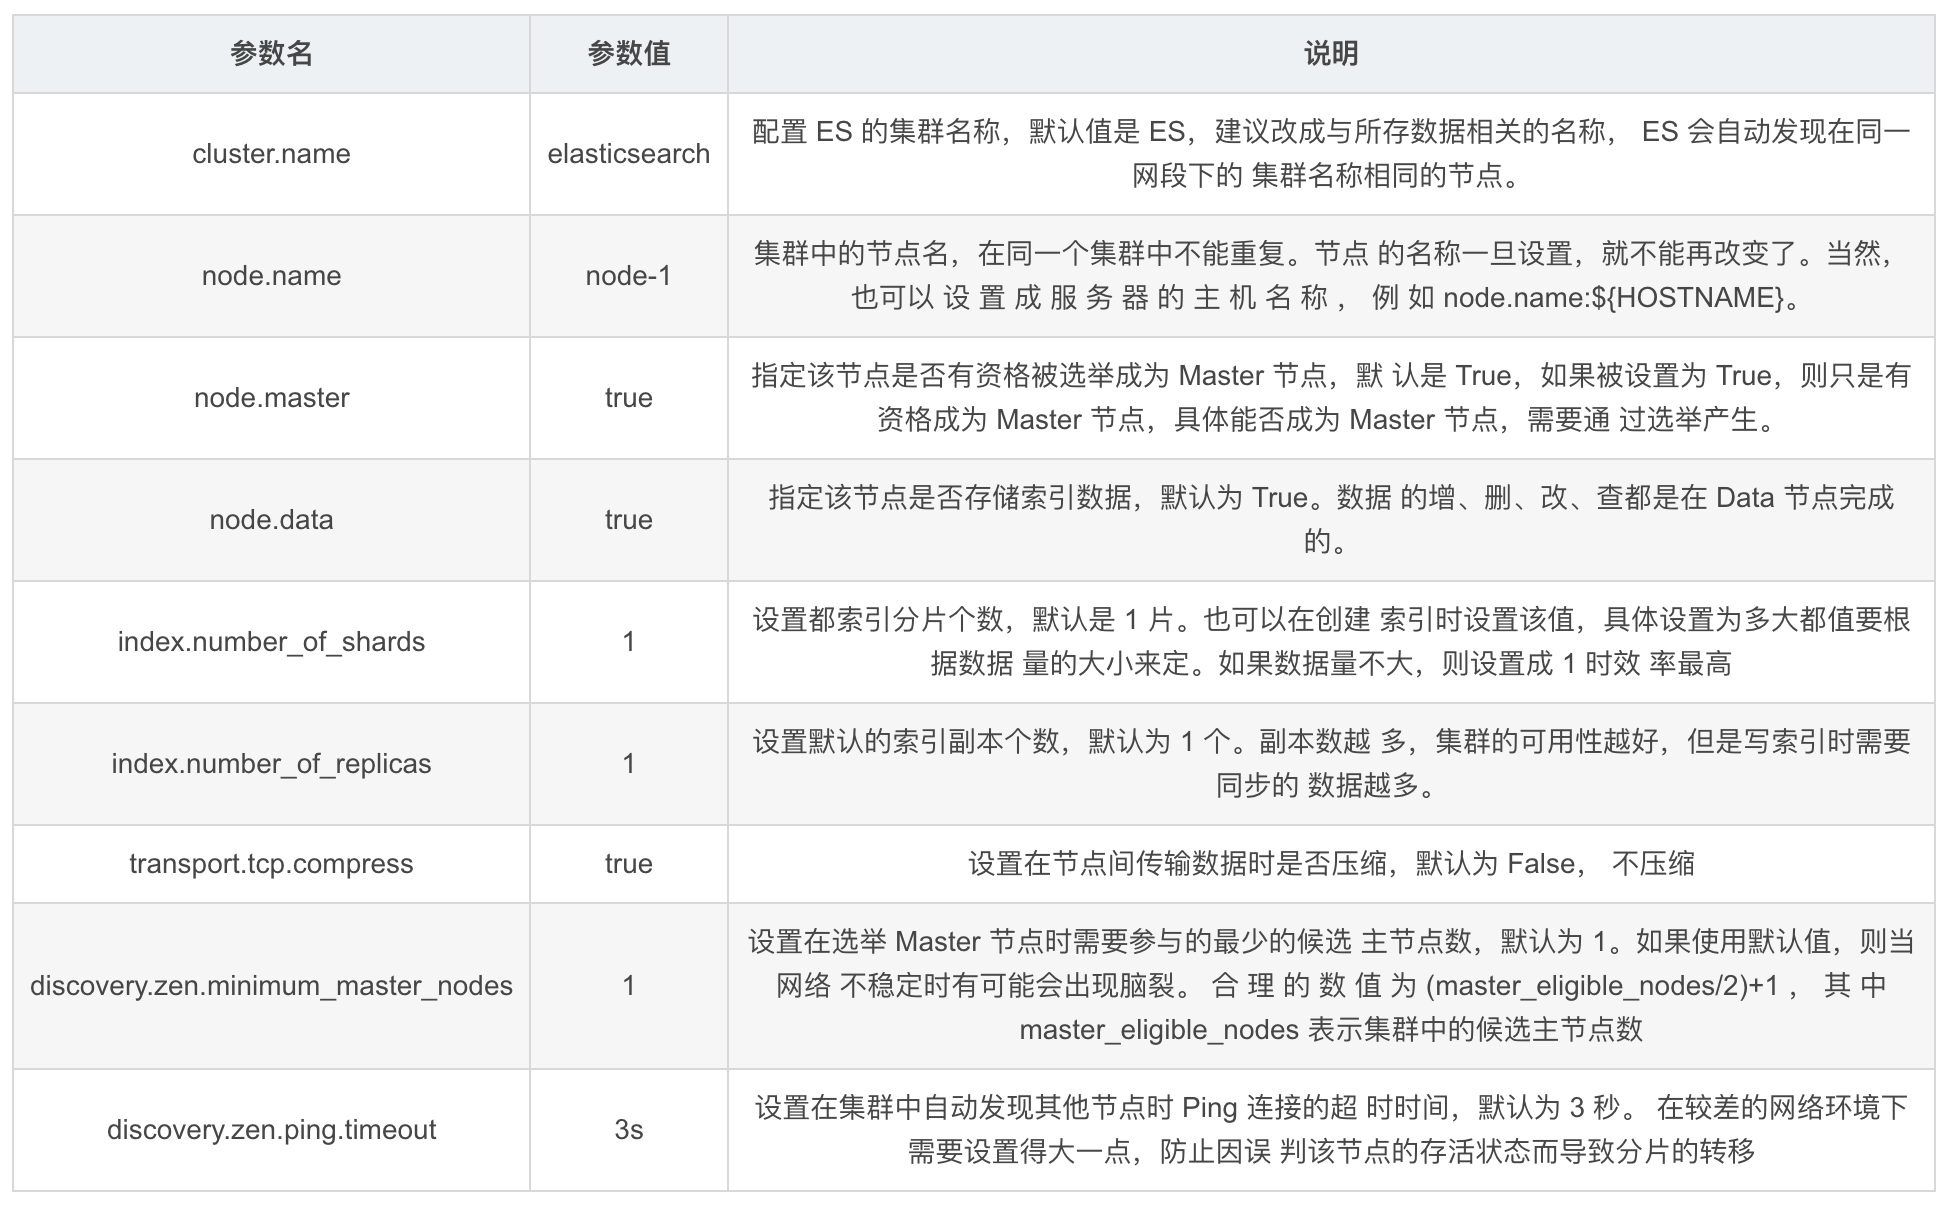 参数名 参数值 说明
cluster.name elasticsearch 配置 ES 的集群名称，默认值是 ES，建议改成与所存数据相关的名称， ES 会自动发现在同一
网段下的 集群名称相同的节点。
node.name node-1 集群中的节点名，在同一个集群中不能重复。节点 的名称一旦设置，就不能再改变了。当然，
也可以 设 置 成 服 务 器 的 主 机 名 称 ， 例 如 node.name:${HOSTNAME}。
node.master true 指定该节点是否有资格被选举成为 Master 节点，默 认是 True，如果被设置为 True，则只是有
资格成为 Master 节点，具体能否成为 Master 节点，需要通 过选举产生。
node.data true 指定该节点是否存储索引数据，默认为 True。数据 的增、删、改、查都是在 Data 节点完成
的。
index.number_of_shards 1 设置都索引分片个数，默认是 1 片。也可以在创建 索引时设置该值，具体设置为多大都值要根
据数据 量的大小来定。如果数据量不大，则设置成 1 时效 率最高
index.number_of_replicas 1 设置默认的索引副本个数，默认为 1 个。副本数越 多，集群的可用性越好，但是写索引时需要
同步的 数据越多。
transport.tcp.compress true 设置在节点间传输数据时是否压缩，默认为 False， 不压缩
discovery.zen.minimum_master_nodes 1 设置在选举 Master 节点时需要参与的最少的候选 主节点数，默认为 1。如果使用默认值，则当
网络 不稳定时有可能会出现脑裂。 合 理 的 数 值 为 (master_eligible_nodes/2)+1 ， 其 中
master_eligible_nodes 表示集群中的候选主节点数
discovery.zen.ping.timeout 3s 设置在集群中自动发现其他节点时 Ping 连接的超 时时间，默认为 3 秒。 在较差的网络环境下
需要设置得大一点，防止因误 判该节点的存活状态而导致分片的转移